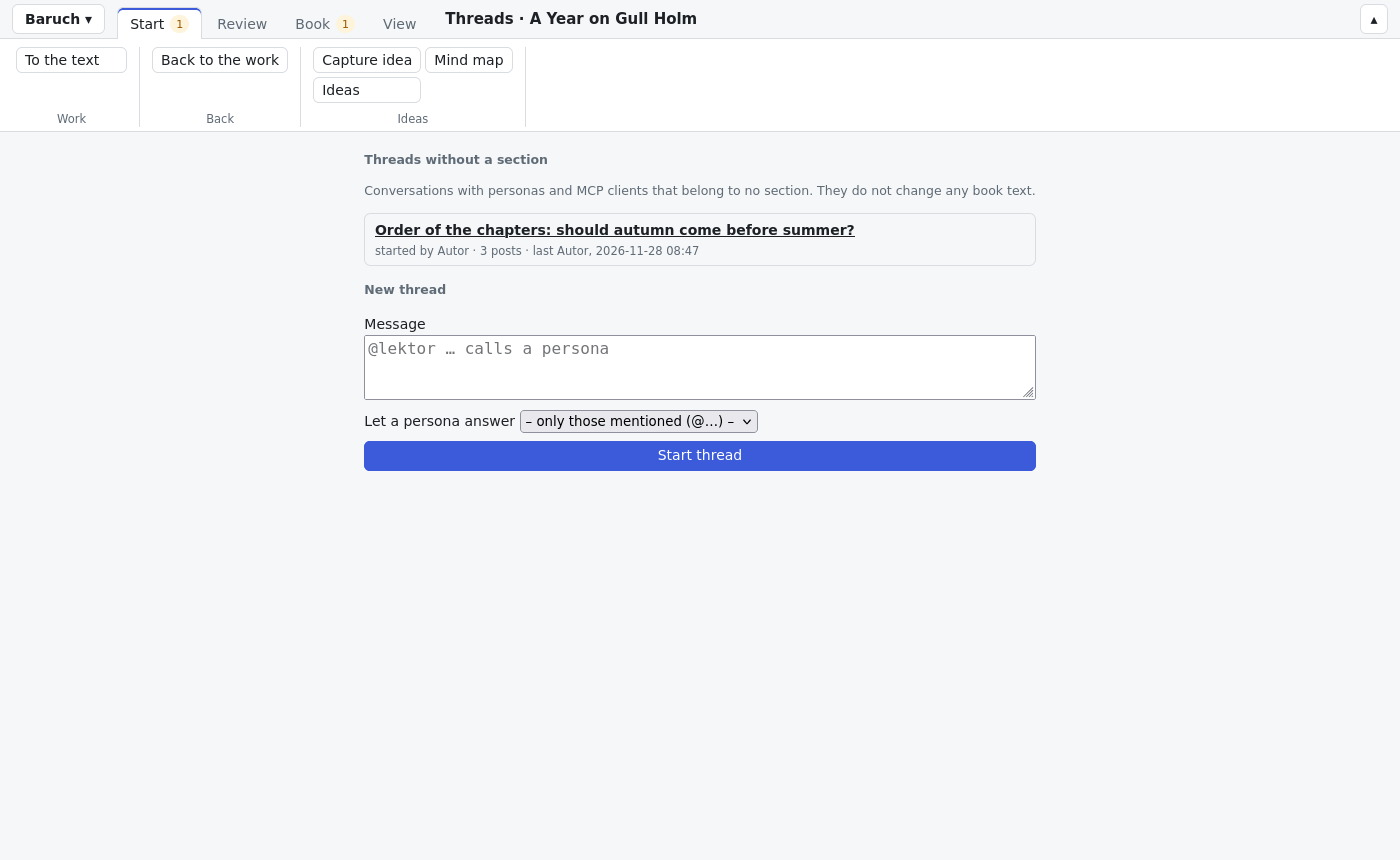 Baruch ▾
Start 1
Review
Book 1
View
Threads · A Year on Gull Holm
▴
To the text
Work
Back to the work
Back
Capture idea
Mind map
Ideas
Ideas
Threads without a section
Conversations with personas and MCP clients that belong to no section. They do not change any book text.
Order of the chapters: should autumn come before summer?
started by Autor · 3 posts · last Autor, 2026-11-28 08:47
New thread
Message
@lektor … calls a persona
Let a persona answer – only those mentioned (@…) –
Start thread